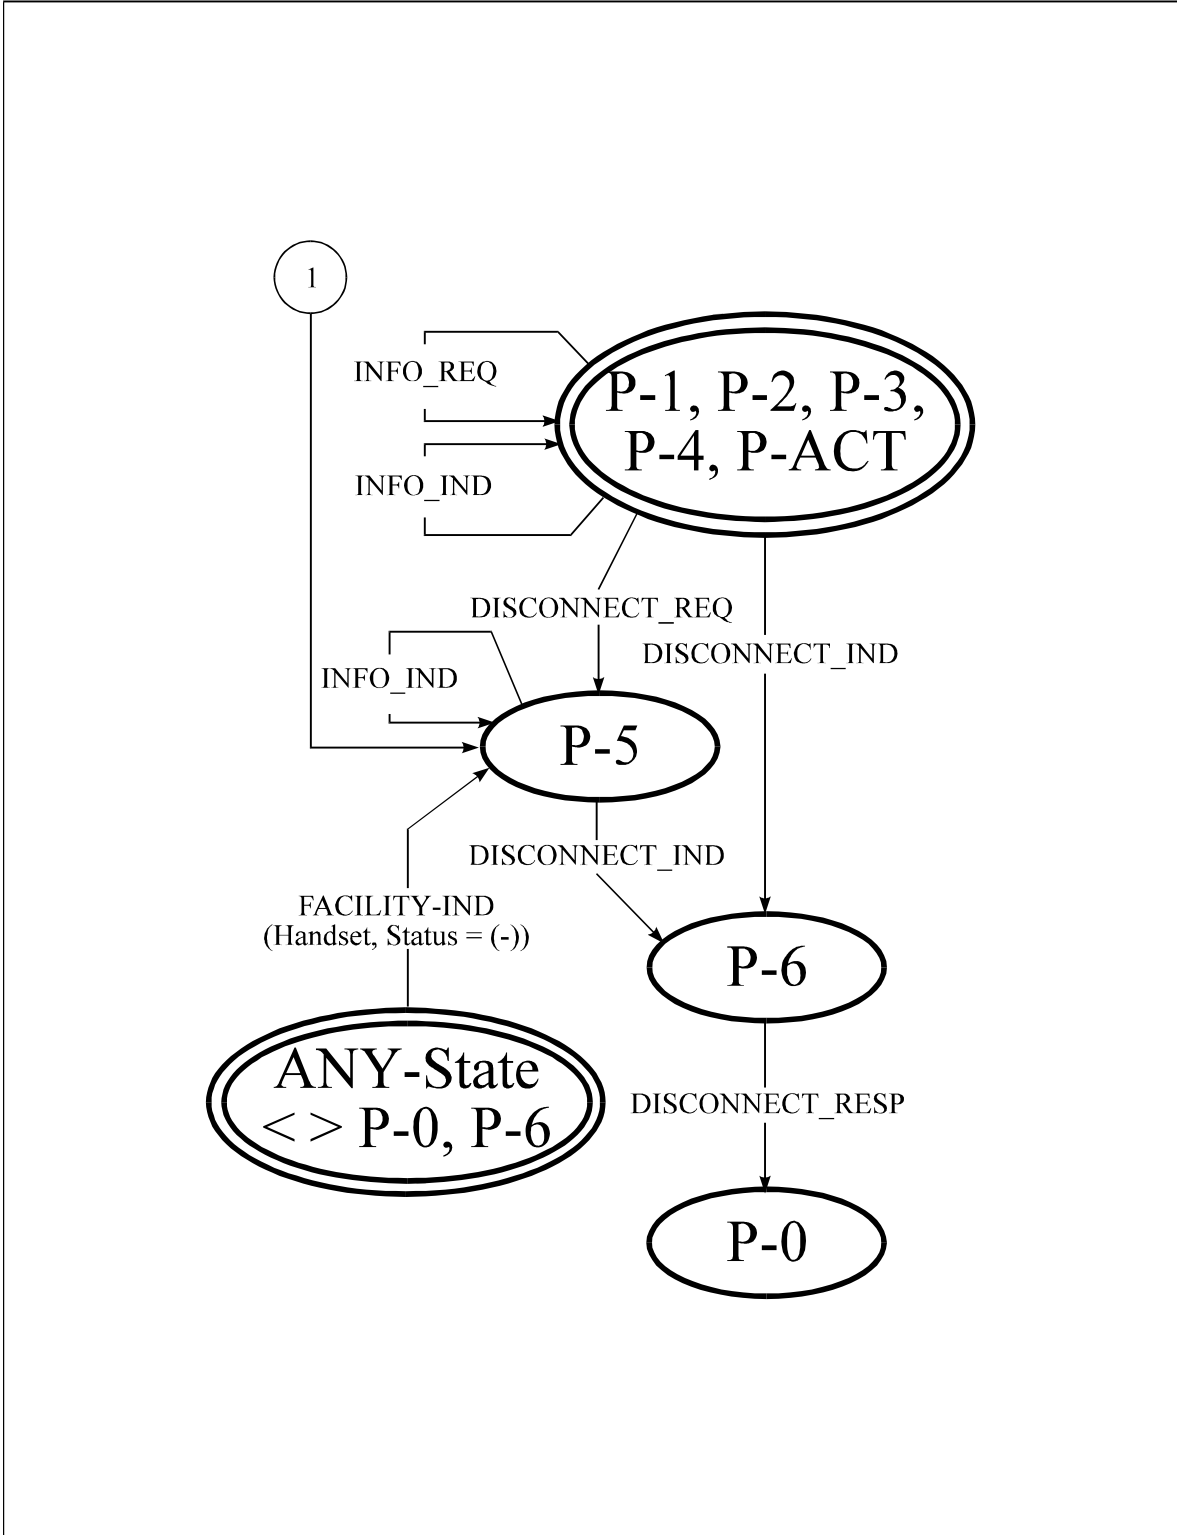 1
INFO_REQ
P-1, P-2, P-3,
P-4, P-ACT
INFO_IND
DISCONNECT_REQ
DISCONNECT_IND
INFO_IND
P-5
DISCONNECT_IND
FACILITY-IND
(Handset, Status = (-))
P-6
ANY-State
< > P-0, P-6
DISCONNECT_RESP
P-0